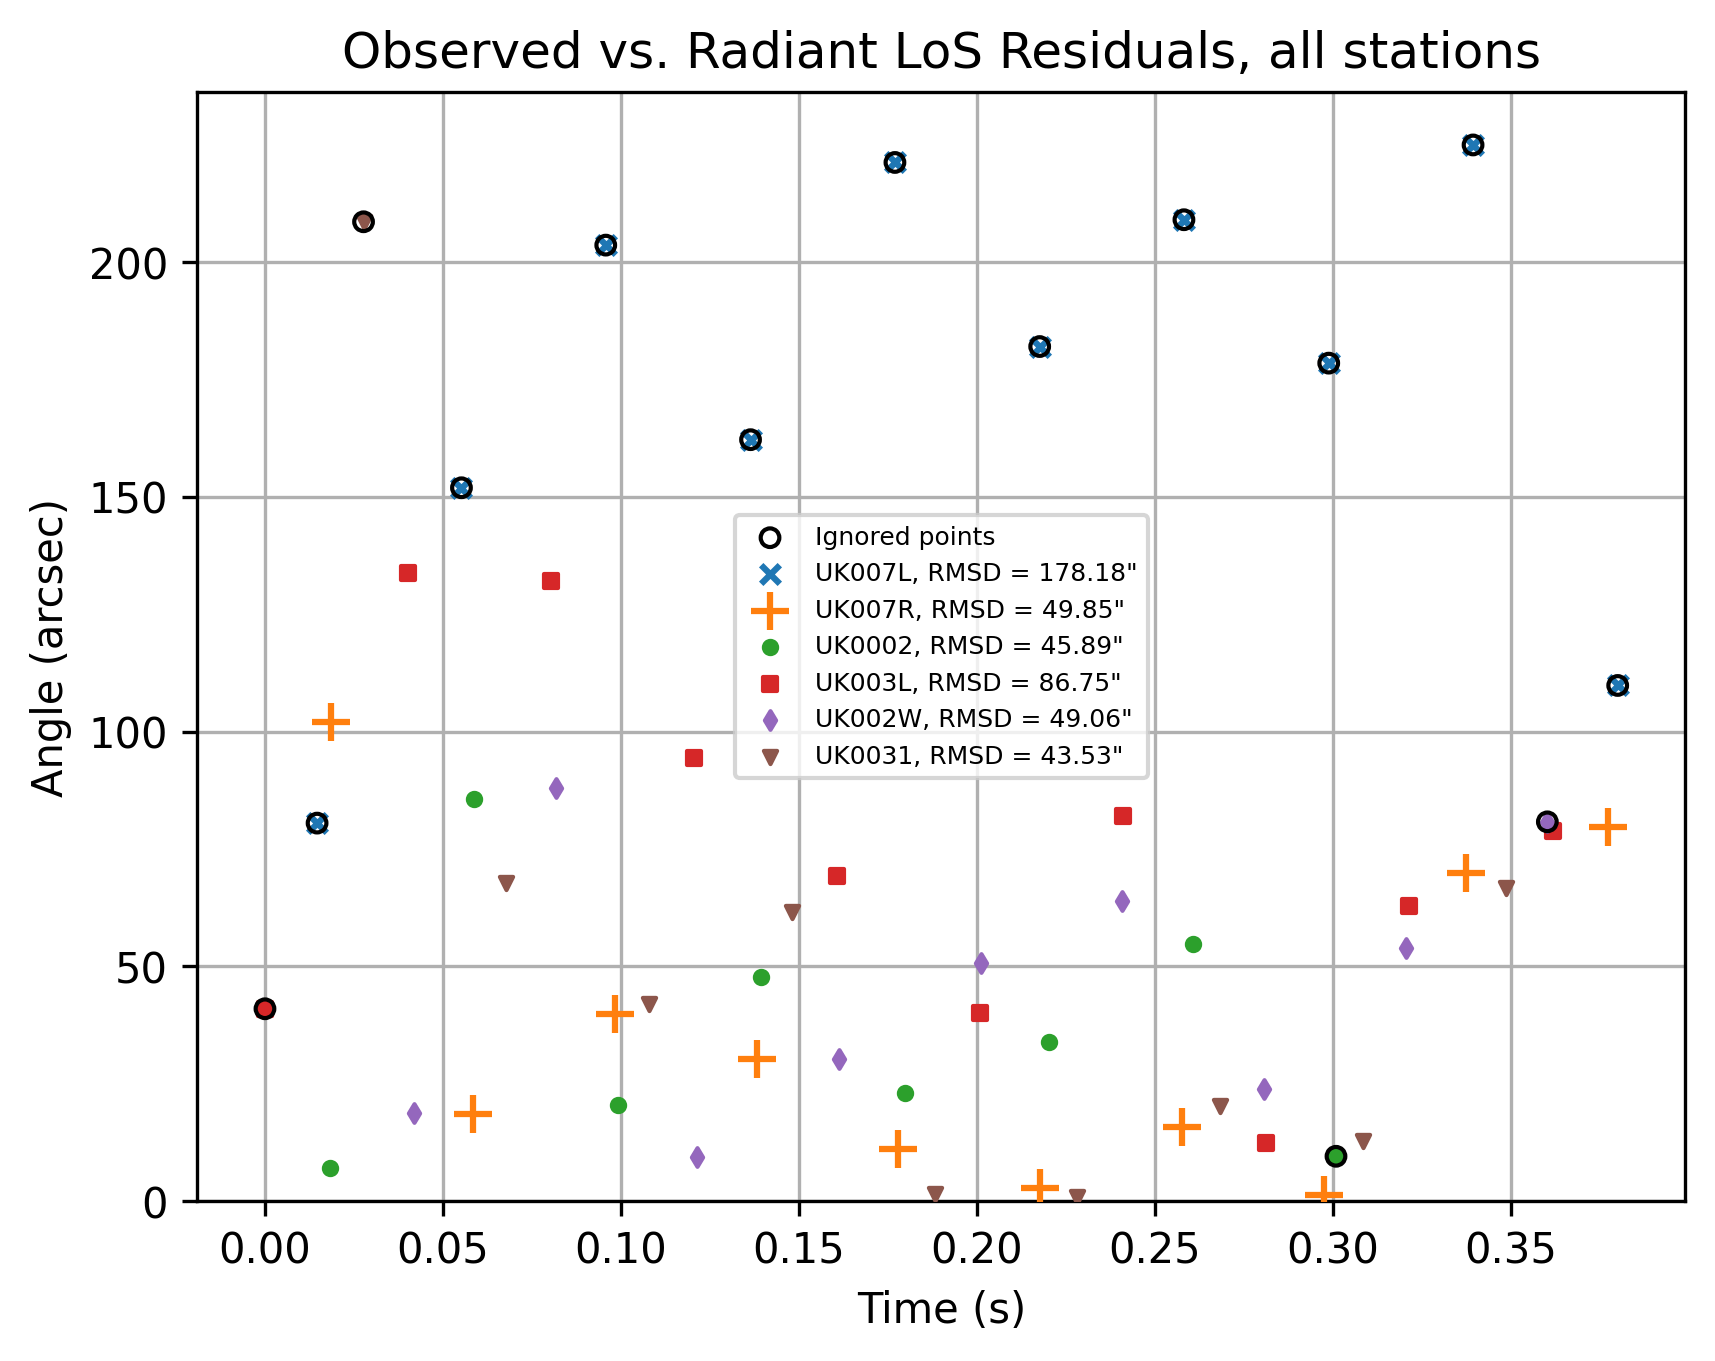 Observed vs. Radiant LoS Residuals, all stations
Angle (arcsec)
200
150
100
50
0
Ignored points
UK007L, RMSD = 178.18"
UK007R, RMSD = 49.85"
UK0002, RMSD = 45.89"
UK003L, RMSD = 86.75"
UK002W, RMSD = 49.06"
UK0031, RMSD = 43.53"
0.00 0.05 0.10 0.15 0.20 0.25 0.30 0.35
Time (s)